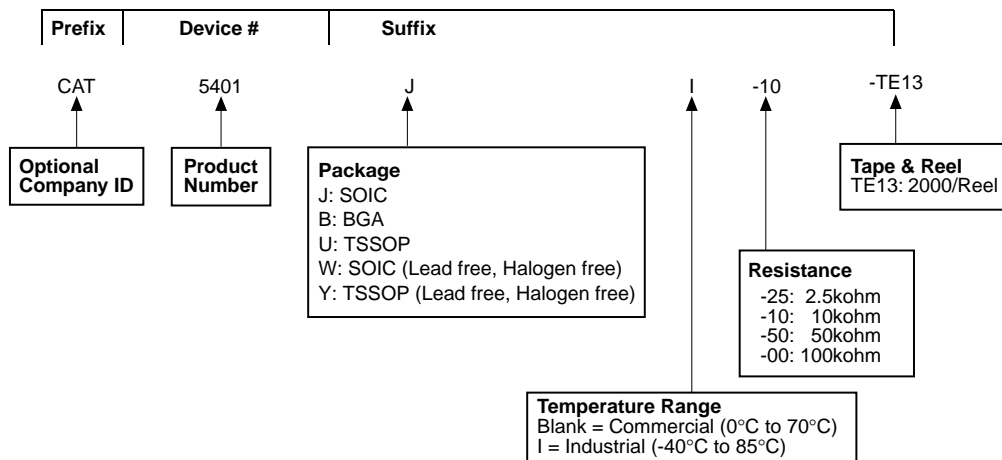 Prefix Device # Suffix
CAT 5401 J I -10 -TE13
Optional
Company ID
Product
Number
Package
J: SOIC
B: BGA
U: TSSOP
W: SOIC (Lead free, Halogen free)
Y: TSSOP (Lead free, Halogen free)
Tape & Reel
TE13: 2000/Reel
Resistance
-25: 2.5kohm
-10: 10kohm
-50: 50kohm
-00: 100kohm
Temperature Range
Blank = Commercial (0°C to 70°C)
I = Industrial (-40°C to 85°C)